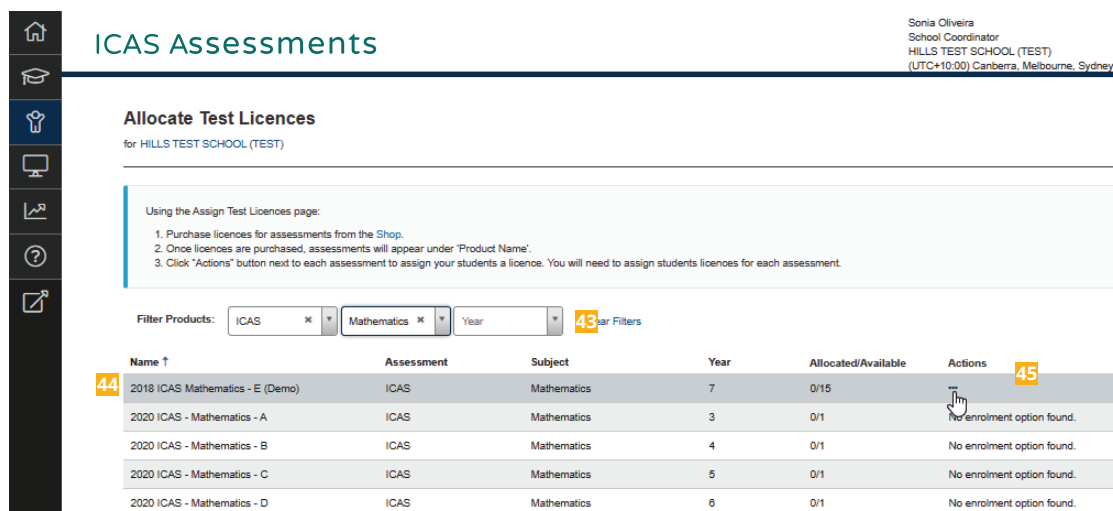 ICAS Assessments
Sonia Oliveira
School Coordinator
HILLS TEST SCHOOL (TEST)
(UTC+10:00) Canberra, Melbourne, Sydney
Allocate Test Licences
for HILLS TEST SCHOOL (TEST)
Using the Assign Test Licences page:
1. Purchase licences for assessments from the Shop.
2. Once licences are purchased, assessments will appear under 'Product Name'.
3. Click "Actions" button next to each assessment to assign your students a licence. You will need to assign students licences for each assessment.
Filter Products: ICAS × Mathematics × Year 43 ear Filters
Name ↑ Assessment Subject Year Allocated/Available Actions 45
44 2018 ICAS Mathematics - E (Demo) ICAS Mathematics 7 0/15 ...
2020 ICAS - Mathematics - A ICAS Mathematics 3 0/1 No enrolment option found.
2020 ICAS - Mathematics - B ICAS Mathematics 4 0/1 No enrolment option found.
2020 ICAS - Mathematics - C ICAS Mathematics 5 0/1 No enrolment option found.
2020 ICAS - Mathematics - D ICAS Mathematics 6 0/1 No enrolment option found.